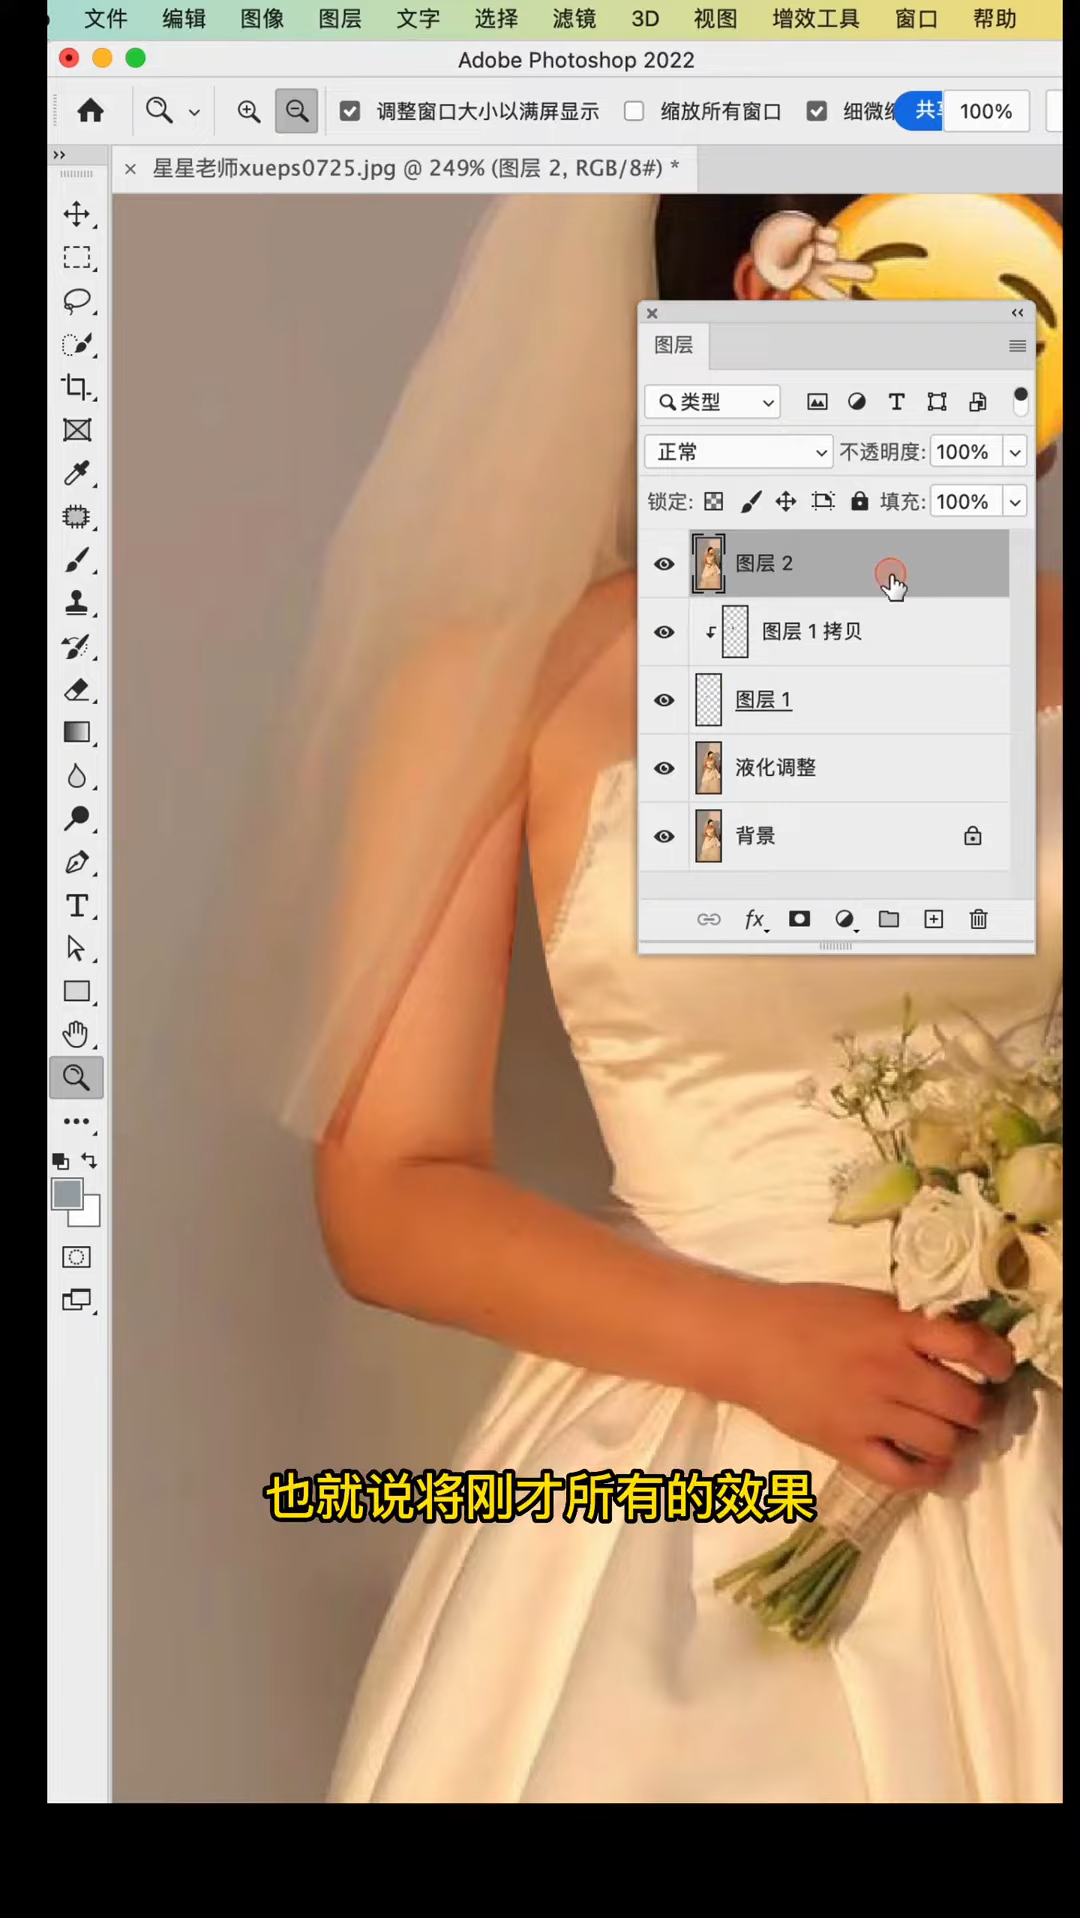 文件 编辑 图像 图层 文字 选择 滤镜 3D 视图 增效工具 窗口 帮助
Adobe Photoshop 2022
调整窗口大小以满屏显示 缩放所有窗口 细微 100%
星星老师xueps0725.jpg @ 249% (图层 2, RGB/8#) *
图层
类型
正常 不透明度: 100%
锁定: 填充: 100%
图层 2
图层 1 拷贝
图层 1
液化调整
背景
fx
也就说将刚才所有的效果